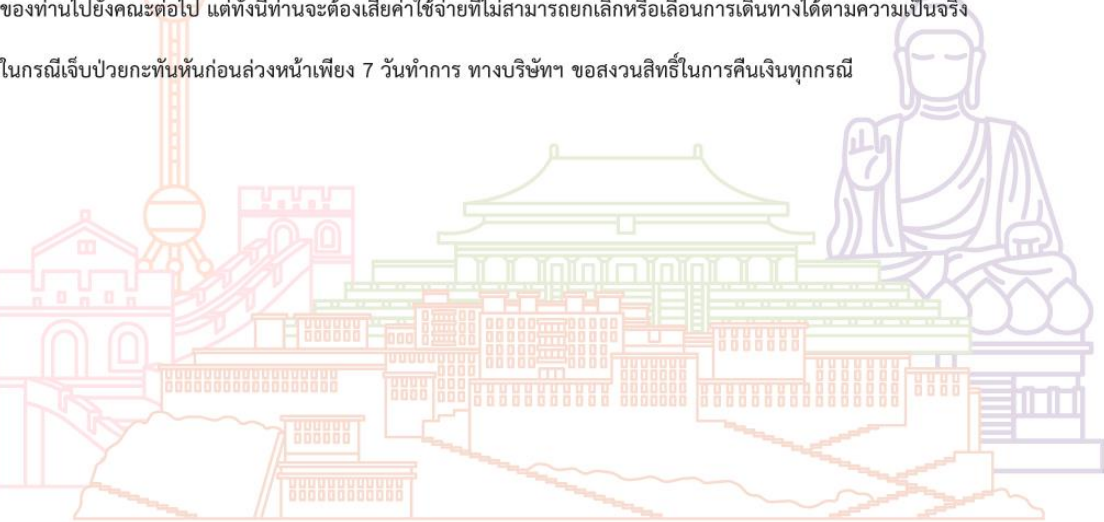 ของท่านไปยังคณะต่อไป แต่ทั้งนี้ท่านจะต้องเสียค่าใช้จ่ายที่ไม่สามารถยกเลิกหรือเลื่อนการเดินทางได้ตามความเป็นจริง
ในกรณีเจ็บป่วยกะทันหันก่อนล่วงหน้าเพียง 7 วันทำการ ทางบริษัทฯ ขอสงวนสิทธิ์ในการคืนเงินทุกกรณี